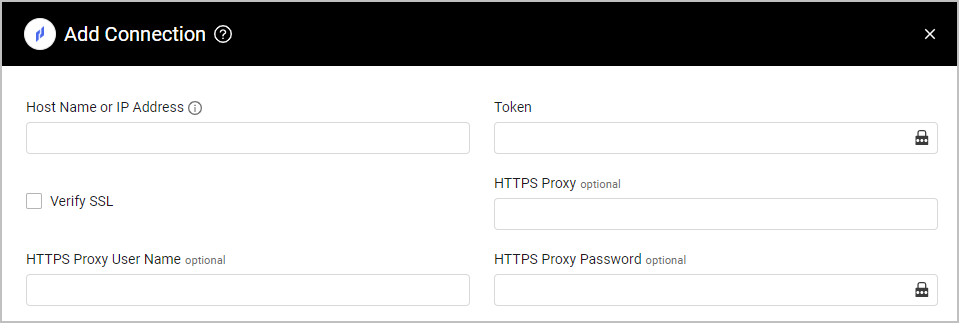 Add Connection
Host Name or IP Address
Token
Verify SSL
HTTPS Proxy optional
HTTPS Proxy User Name optional
HTTPS Proxy Password optional